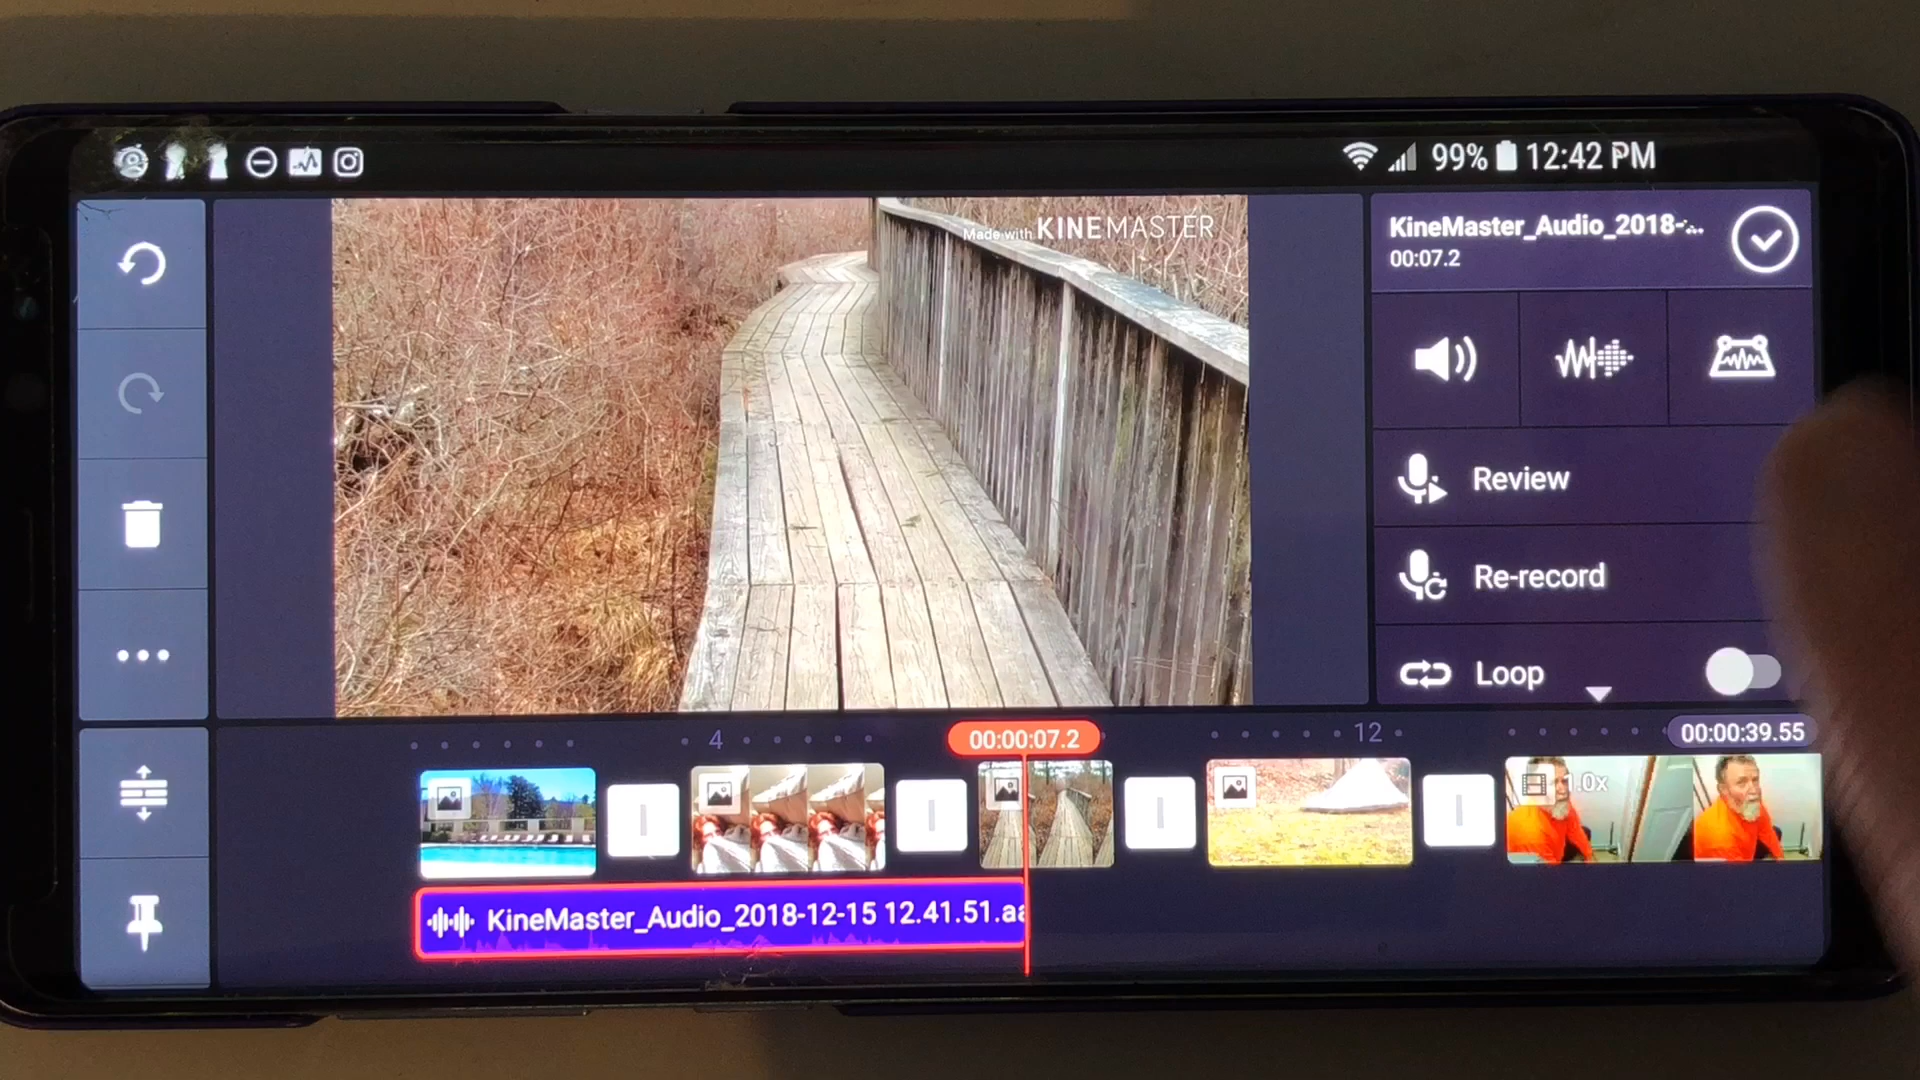 99% 12:42 PM
Made with KINEMASTER
KineMaster_Audio_2018-...
00:07.2
Review
Re-record
Loop
4
00:00:07.2
12
00:00:39.55
1.0x
KineMaster_Audio_2018-12-15 12.41.51.aa